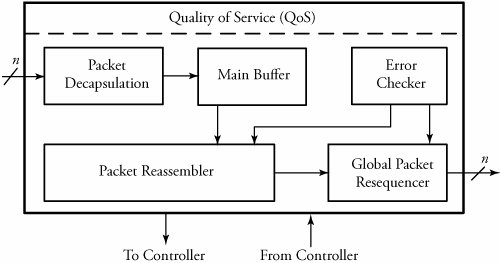 Quality of Service (QoS)
n
Packet
Decapsulation
Main Buffer
Error
Checker
Packet Reassembler
Global Packet
Resequencer
n
To Controller
From Controller